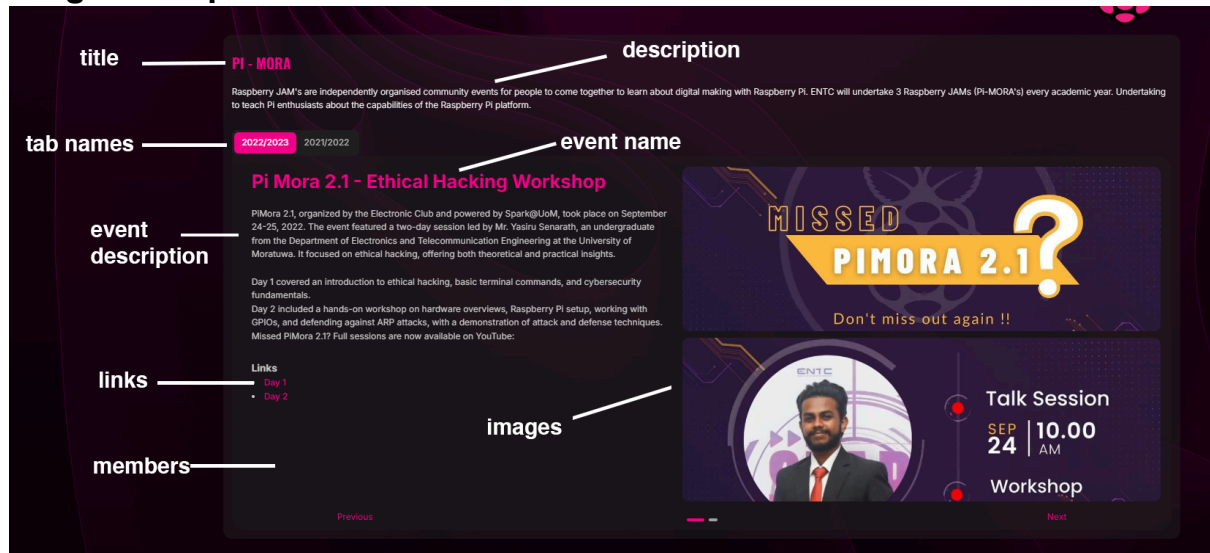 title
description
PI - MORA
Raspberry JAM's are independently organised community events for people to come together to learn about digital making with Raspberry Pi. ENTC will undertake 3 Raspberry JAMs (Pi-MORA's) every academic year. Undertaking
to teach Pi enthusiasts about the capabilities of the Raspberry Pi platform.
tab names
2022/2023 2021/2022
event name
Pi Mora 2.1 - Ethical Hacking Workshop
event
description
PiMora 2.1, organized by the Electronic Club and powered by Spark@UoM, took place on September
24-25, 2022. The event featured a two-day session led by Mr. Yasiru Senarath, an undergraduate
from the Department of Electronics and Telecommunication Engineering at the University of
Moratuwa. It focused on ethical hacking, offering both theoretical and practical insights.
Day 1 covered an introduction to ethical hacking, basic terminal commands, and cybersecurity
fundamentals.
Day 2 included a hands-on workshop on hardware overviews, Raspberry Pi setup, working with
GPIOs, and defending against ARP attacks, with a demonstration of attack and defense techniques.
Missed PiMora 2.1? Full sessions are now available on YouTube:
links
Links
• Day 1
• Day 2
members
images
MISSED
PIMORA 2.1
?
Don't miss out again !!
ENTC
Talk Session
SEP
24
10.00
AM
Workshop
Previous
Next